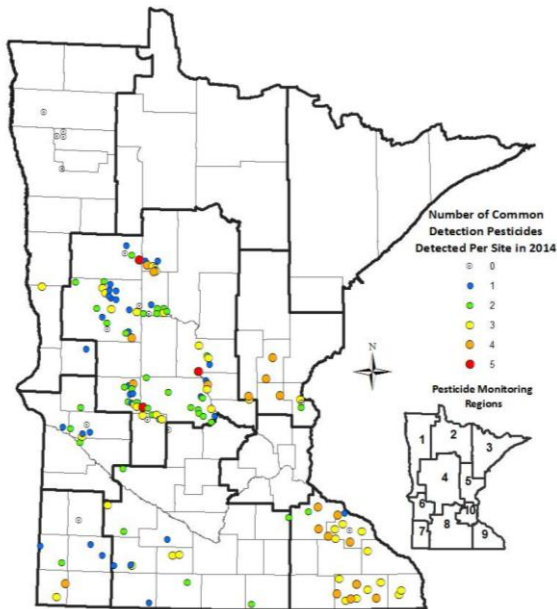 Number of Common
Detection Pesticides
Detected Per Site in 2014
0
1
2
3
4
5
N
Pesticide Monitoring
Regions
1
2
3
4
5
6
10
7
8
9